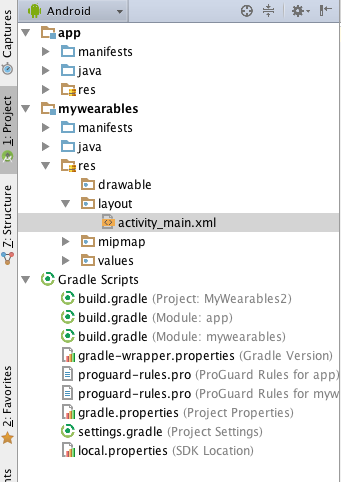 Android
app
manifests
java
res
mywearables
manifests
java
res
drawable
layout
activity_main.xml
mipmap
values
Gradle Scripts
build.gradle (Project: MyWearables2)
build.gradle (Module: app)
build.gradle (Module: mywearables)
gradle-wrapper.properties (Gradle Version)
proguard-rules.pro (ProGuard Rules for app)
proguard-rules.pro (ProGuard Rules for myw
gradle.properties (Project Properties)
settings.gradle (Project Settings)
local.properties (SDK Location)
Captures
1: Project
7: Structure
2: Favorites
nts